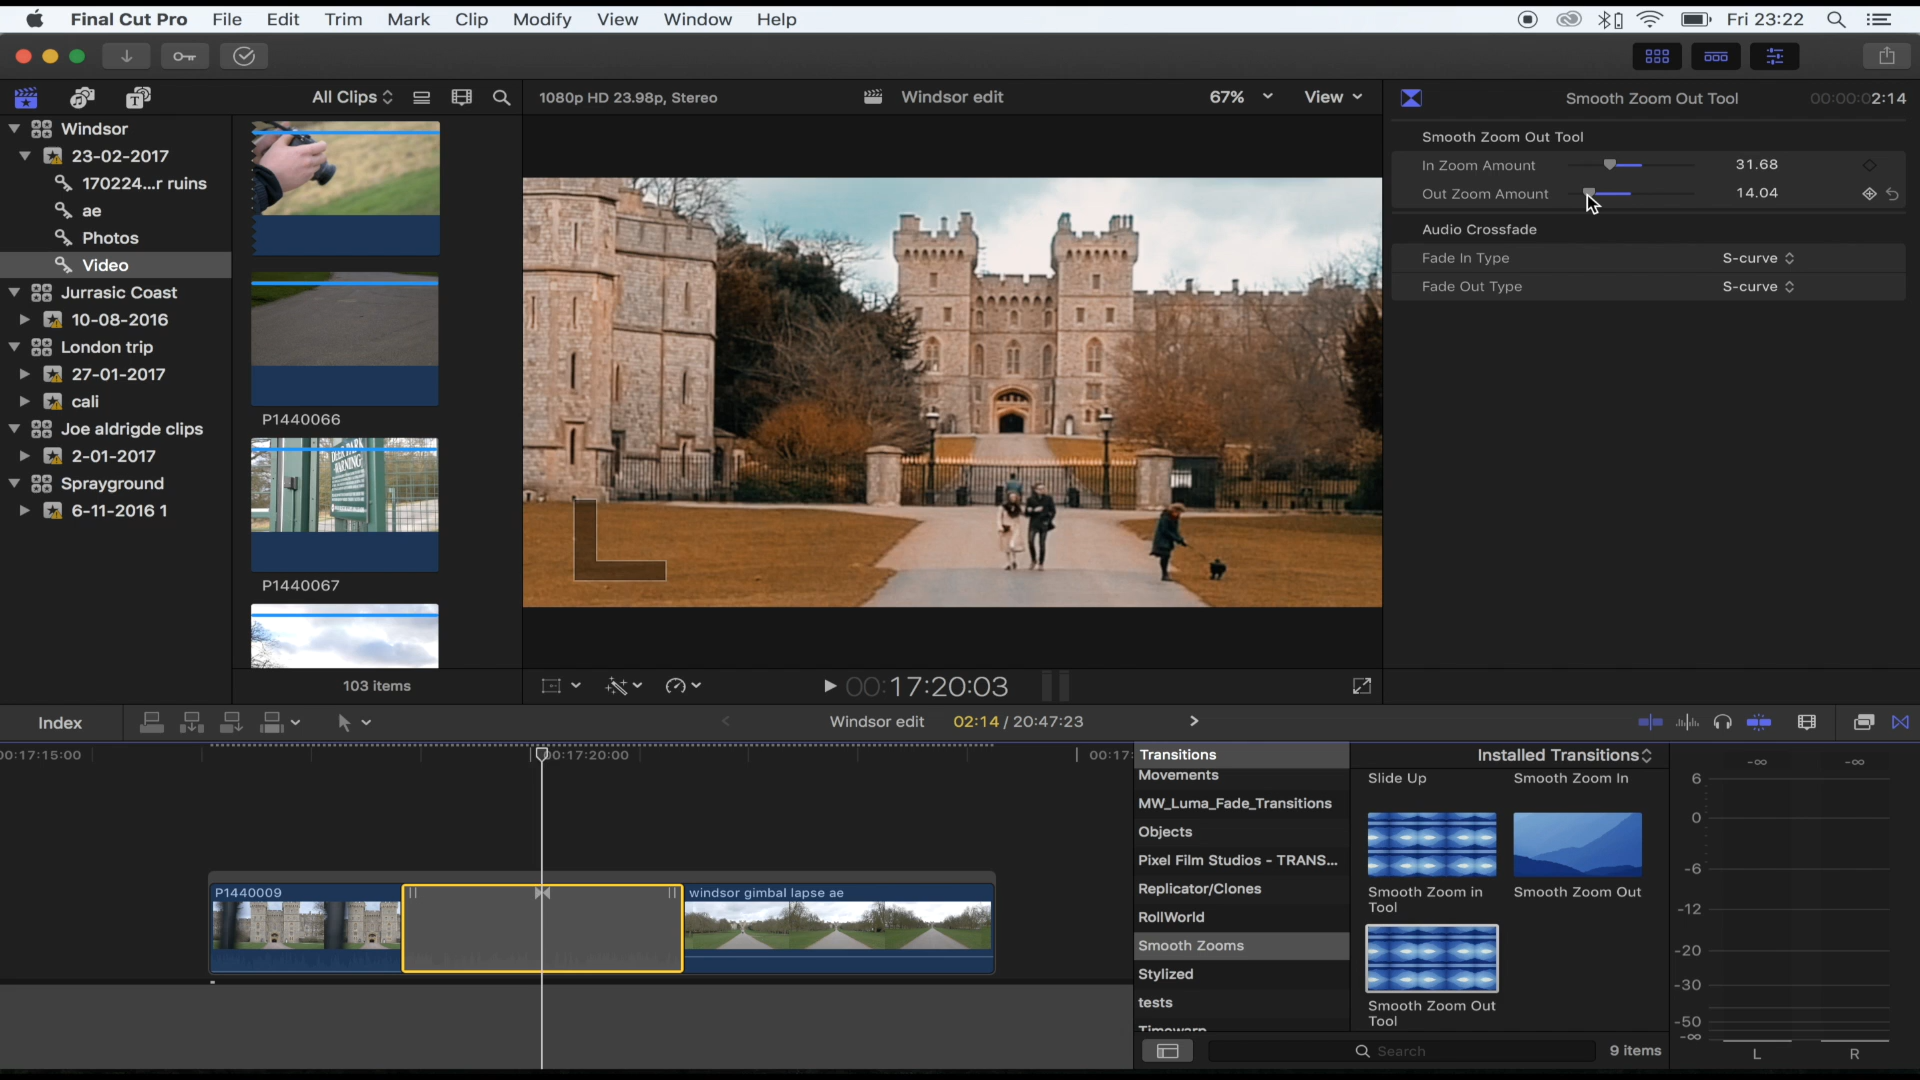 Final Cut Pro File Edit Trim Mark Clip Modify View Window Help Fri 23:22
All Clips 1080p HD 23.98p, Stereo Windsor edit 67% View Smooth Zoom Out Tool 00:00:02:14
Windsor
23-02-2017
170224...r ruins
ae
Photos
Video
Jurrasic Coast
10-08-2016
London trip
27-01-2017
cali
Joe aldrigde clips
2-01-2017
Sprayground
6-11-2016 1
P1440066
WARNING
P1440067
103 items
Smooth Zoom Out Tool
In Zoom Amount 31.68
Out Zoom Amount 14.04
Audio Crossfade
Fade In Type S-curve
Fade Out Type S-curve
00:17:20:03
Index Windsor edit 02:14 / 20:47:23
00:17:15:00 00:17:20:00 00:17:
P1440009 windsor gimbal lapse ae
Transitions
Movements
MW_Luma_Fade_Transitions
Objects
Pixel Film Studios - TRANS...
Replicator/Clones
RollWorld
Smooth Zooms
Stylized
tests
Timewarp
Installed Transitions
Slide Up Smooth Zoom In
Smooth Zoom in Tool
Smooth Zoom Out
Smooth Zoom Out Tool
Search 9 items
-∞ -∞
6
0
-6
-12
-20
-30
-50
-∞
L R